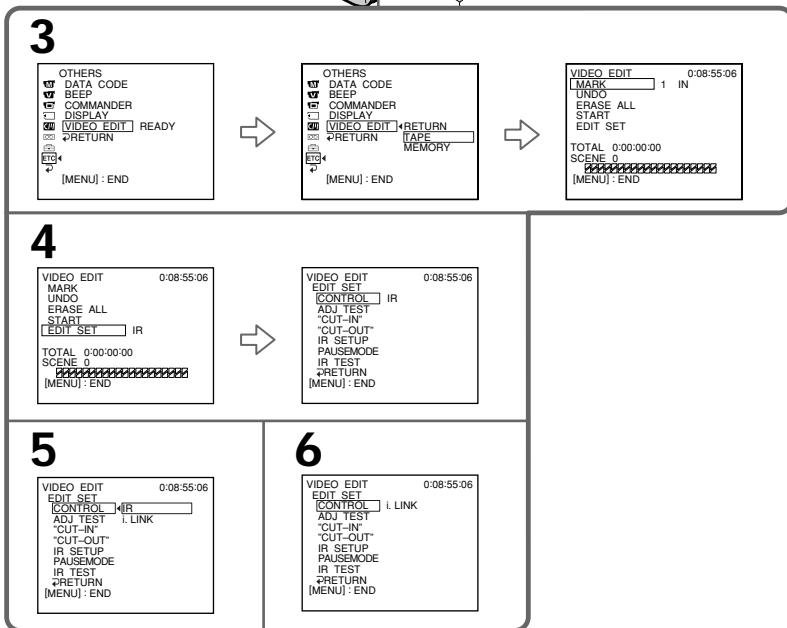 3
OTHERS
DATA CODE
BEEP
COMMANDER
DISPLAY
VIDEO EDIT READY
RETURN
ETC
[MENU] : END
OTHERS
DATA CODE
BEEP
COMMANDER
DISPLAY
VIDEO EDIT RETURN
RETURN TAPE
MEMORY
ETC
[MENU] : END
VIDEO EDIT 0:08:55:06
MARK 1 IN
UNDO
ERASE ALL
START
EDIT SET
TOTAL 0:00:00:00
SCENE 0
[MENU] : END
4
VIDEO EDIT 0:08:55:06
MARK
UNDO
ERASE ALL
START
EDIT SET IR
TOTAL 0:00:00:00
SCENE 0
[MENU] : END
VIDEO EDIT 0:08:55:06
EDIT SET
CONTROL IR
ADJ TEST
"CUT–IN"
"CUT–OUT"
IR SETUP
PAUSEMODE
IR TEST
RETURN
[MENU] : END
5
VIDEO EDIT 0:08:55:06
EDIT SET
CONTROL IR
ADJ TEST i. LINK
"CUT–IN"
"CUT–OUT"
IR SETUP
PAUSEMODE
IR TEST
RETURN
[MENU] : END
6
VIDEO EDIT 0:08:55:06
EDIT SET
CONTROL i. LINK
ADJ TEST
"CUT–IN"
"CUT–OUT"
IR SETUP
PAUSEMODE
IR TEST
RETURN
[MENU] : END